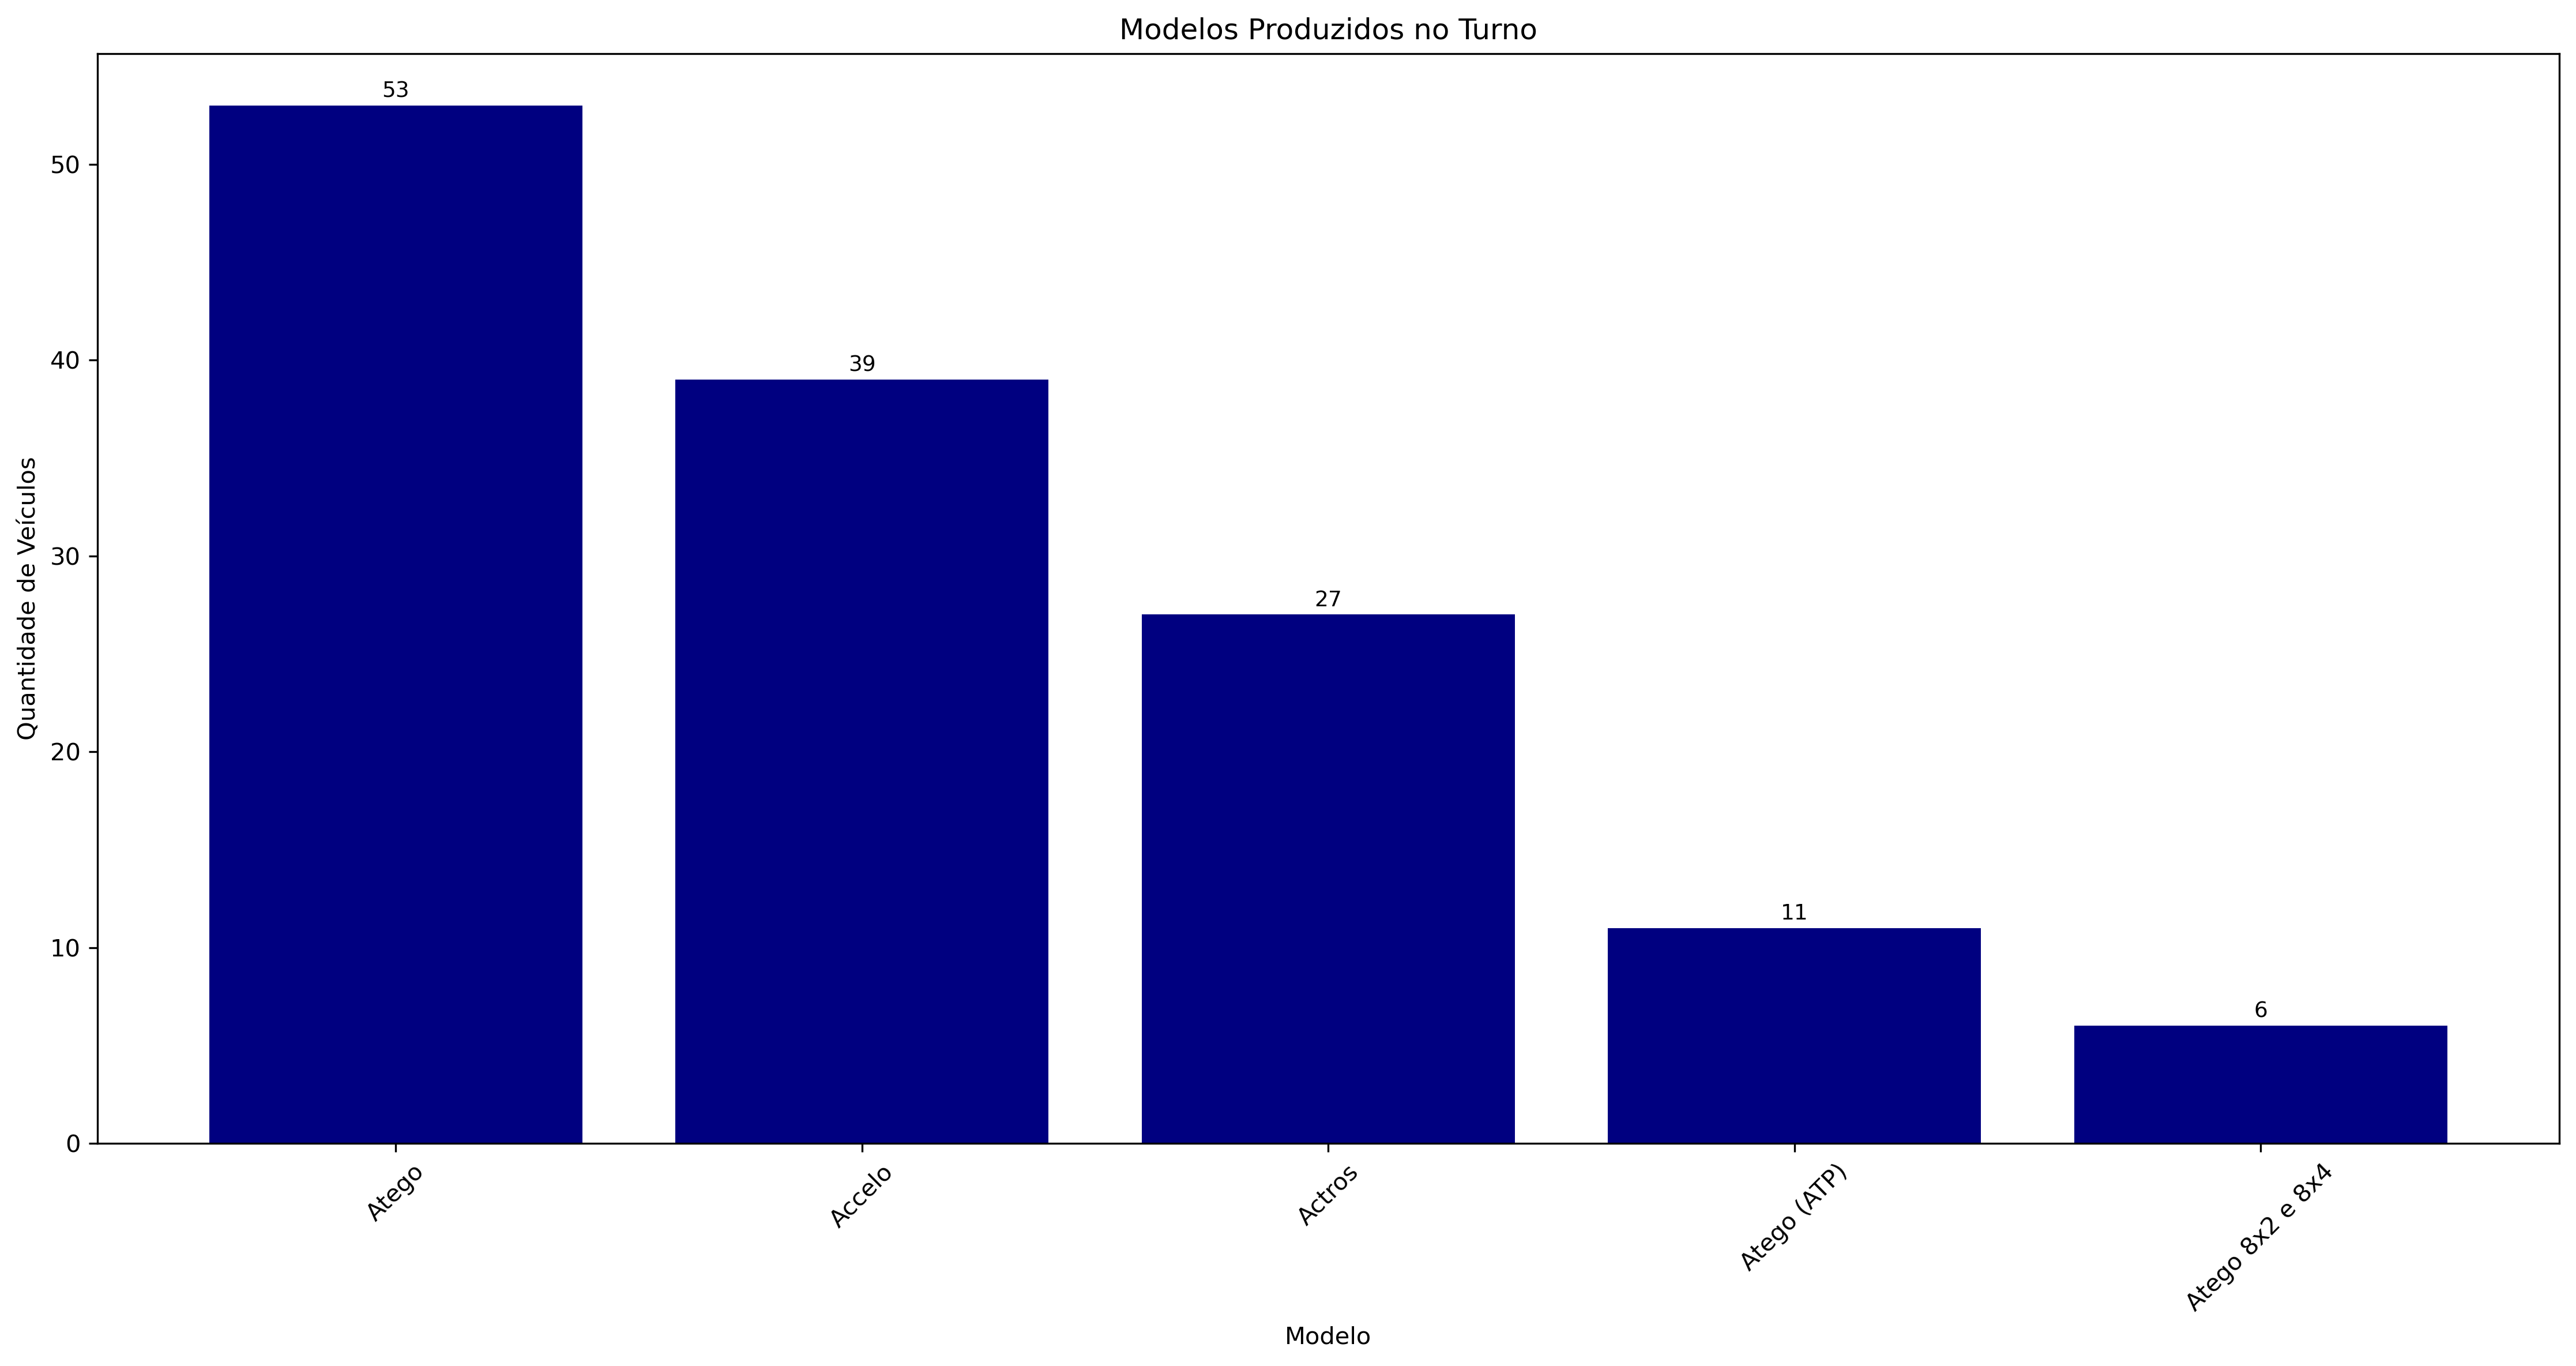 Modelos Produzidos no Turno
53
39
27
11
6
50
40
30
20
10
0
Quantidade de Veículos
Atego
Accelo
Actros
Atego (ATP)
Atego 8x2 e 8x4
Modelo